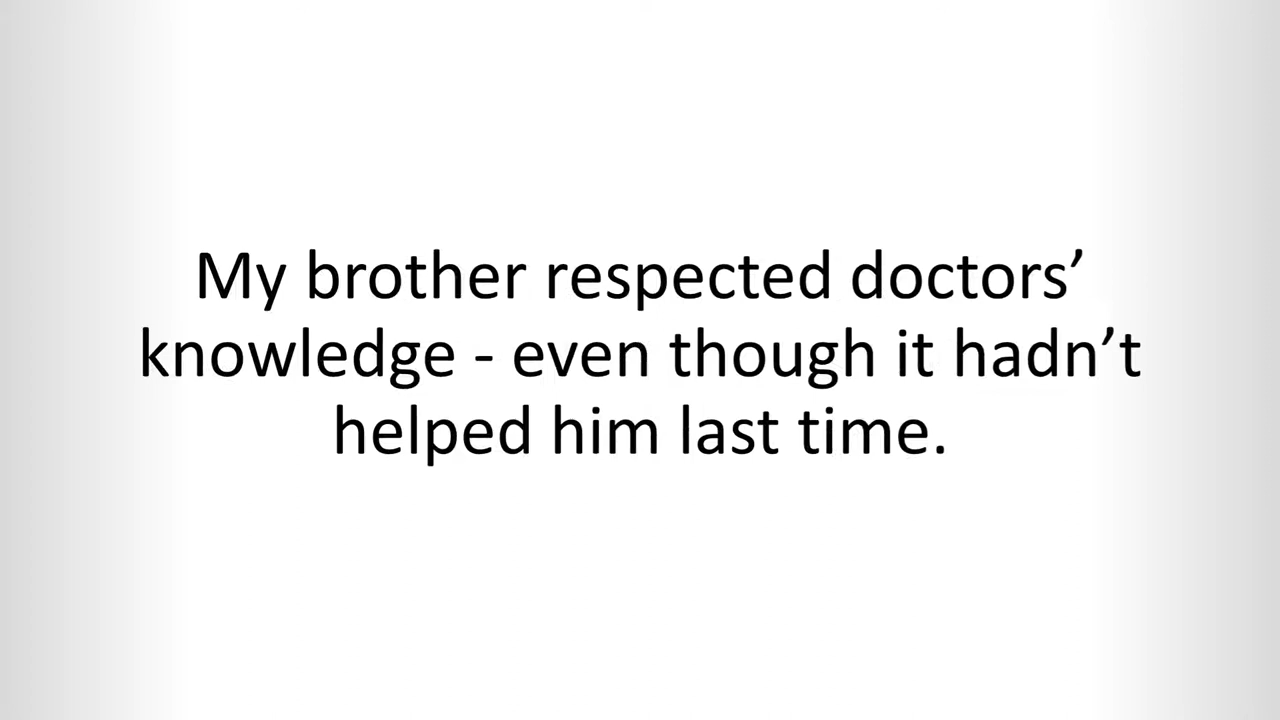 My brother respected doctors’
knowledge - even though it hadn’t
helped him last time.